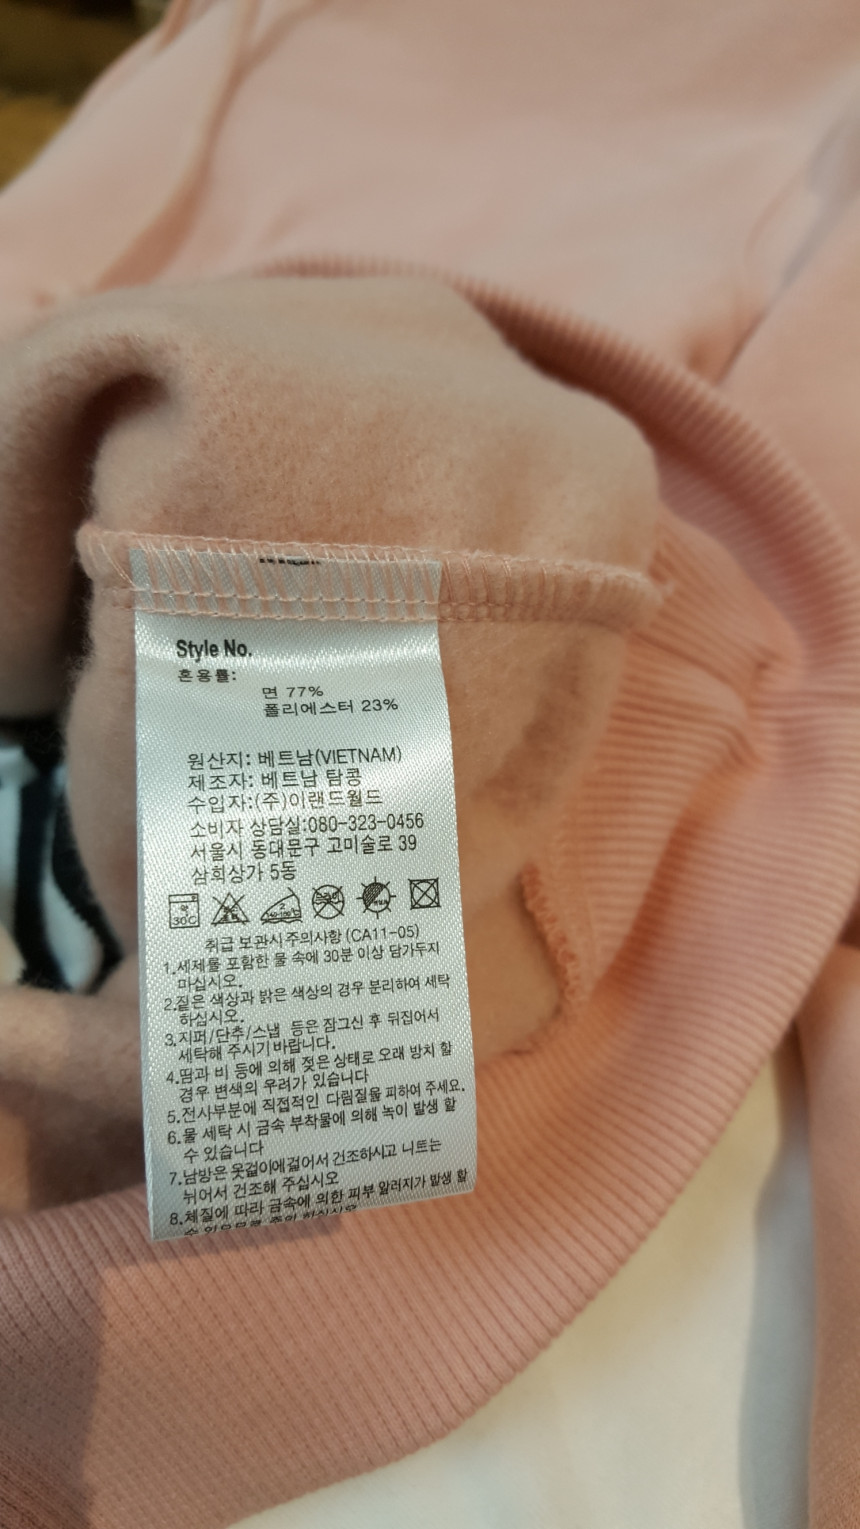 Style No.
혼용률:
면 77%
폴리에스터 23%
원산지: 베트남(VIETNAM)
제조자: 베트남 탐콩
수입자:(주)이랜드월드
소비자 상담실:080-323-0456
서울시 동대문구 고미술로 39
삼희상가 5동
약
30℃
취급 보관시주의사항 (CA11-05)
1.세제를 포함한 물 속에 30분 이상 담가두지
마십시오.
2.짙은 색상과 밝은 색상의 경우 분리하여 세탁
하십시오.
3.지퍼/단추/스냅 등은 잠그신 후 뒤집어서
세탁해 주시기 바랍니다.
4.땀과 비 등에 의해 젖은 상태로 오래 방치 할
경우 변색의 우려가 있습니다
5.전사부분에 직접적인 다림질을 피하여 주세요.
6.물 세탁 시 금속 부착물에 의해 녹이 발생 할
수 있습니다
7.남방은 옷걸이에걸어서 건조하시고 니트는
뉘어서 건조해 주십시오
8.체질에 따라 금속에 의한 피부 알러지가 발생 할